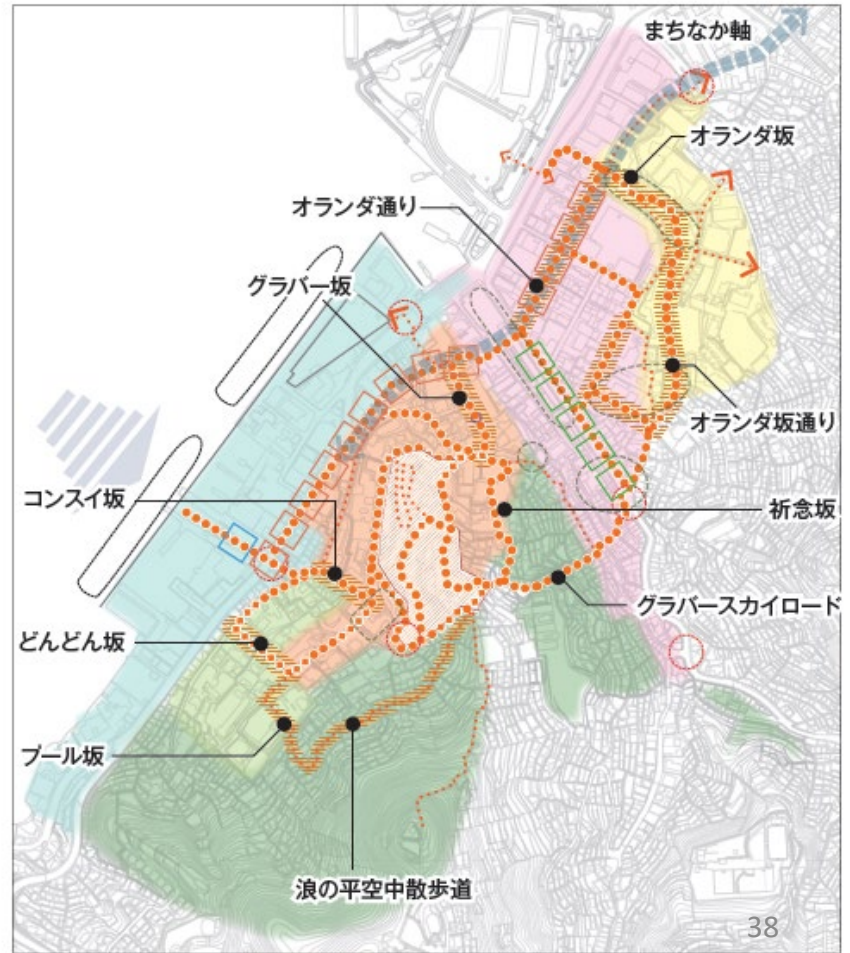 まちなか軸
オランダ坂
オランダ通り
グラバー坂
オランダ坂通り
コンスイ坂
祈念坂
グラバースカイロード
どんどん坂
プール坂
浪の平空中散歩道
38